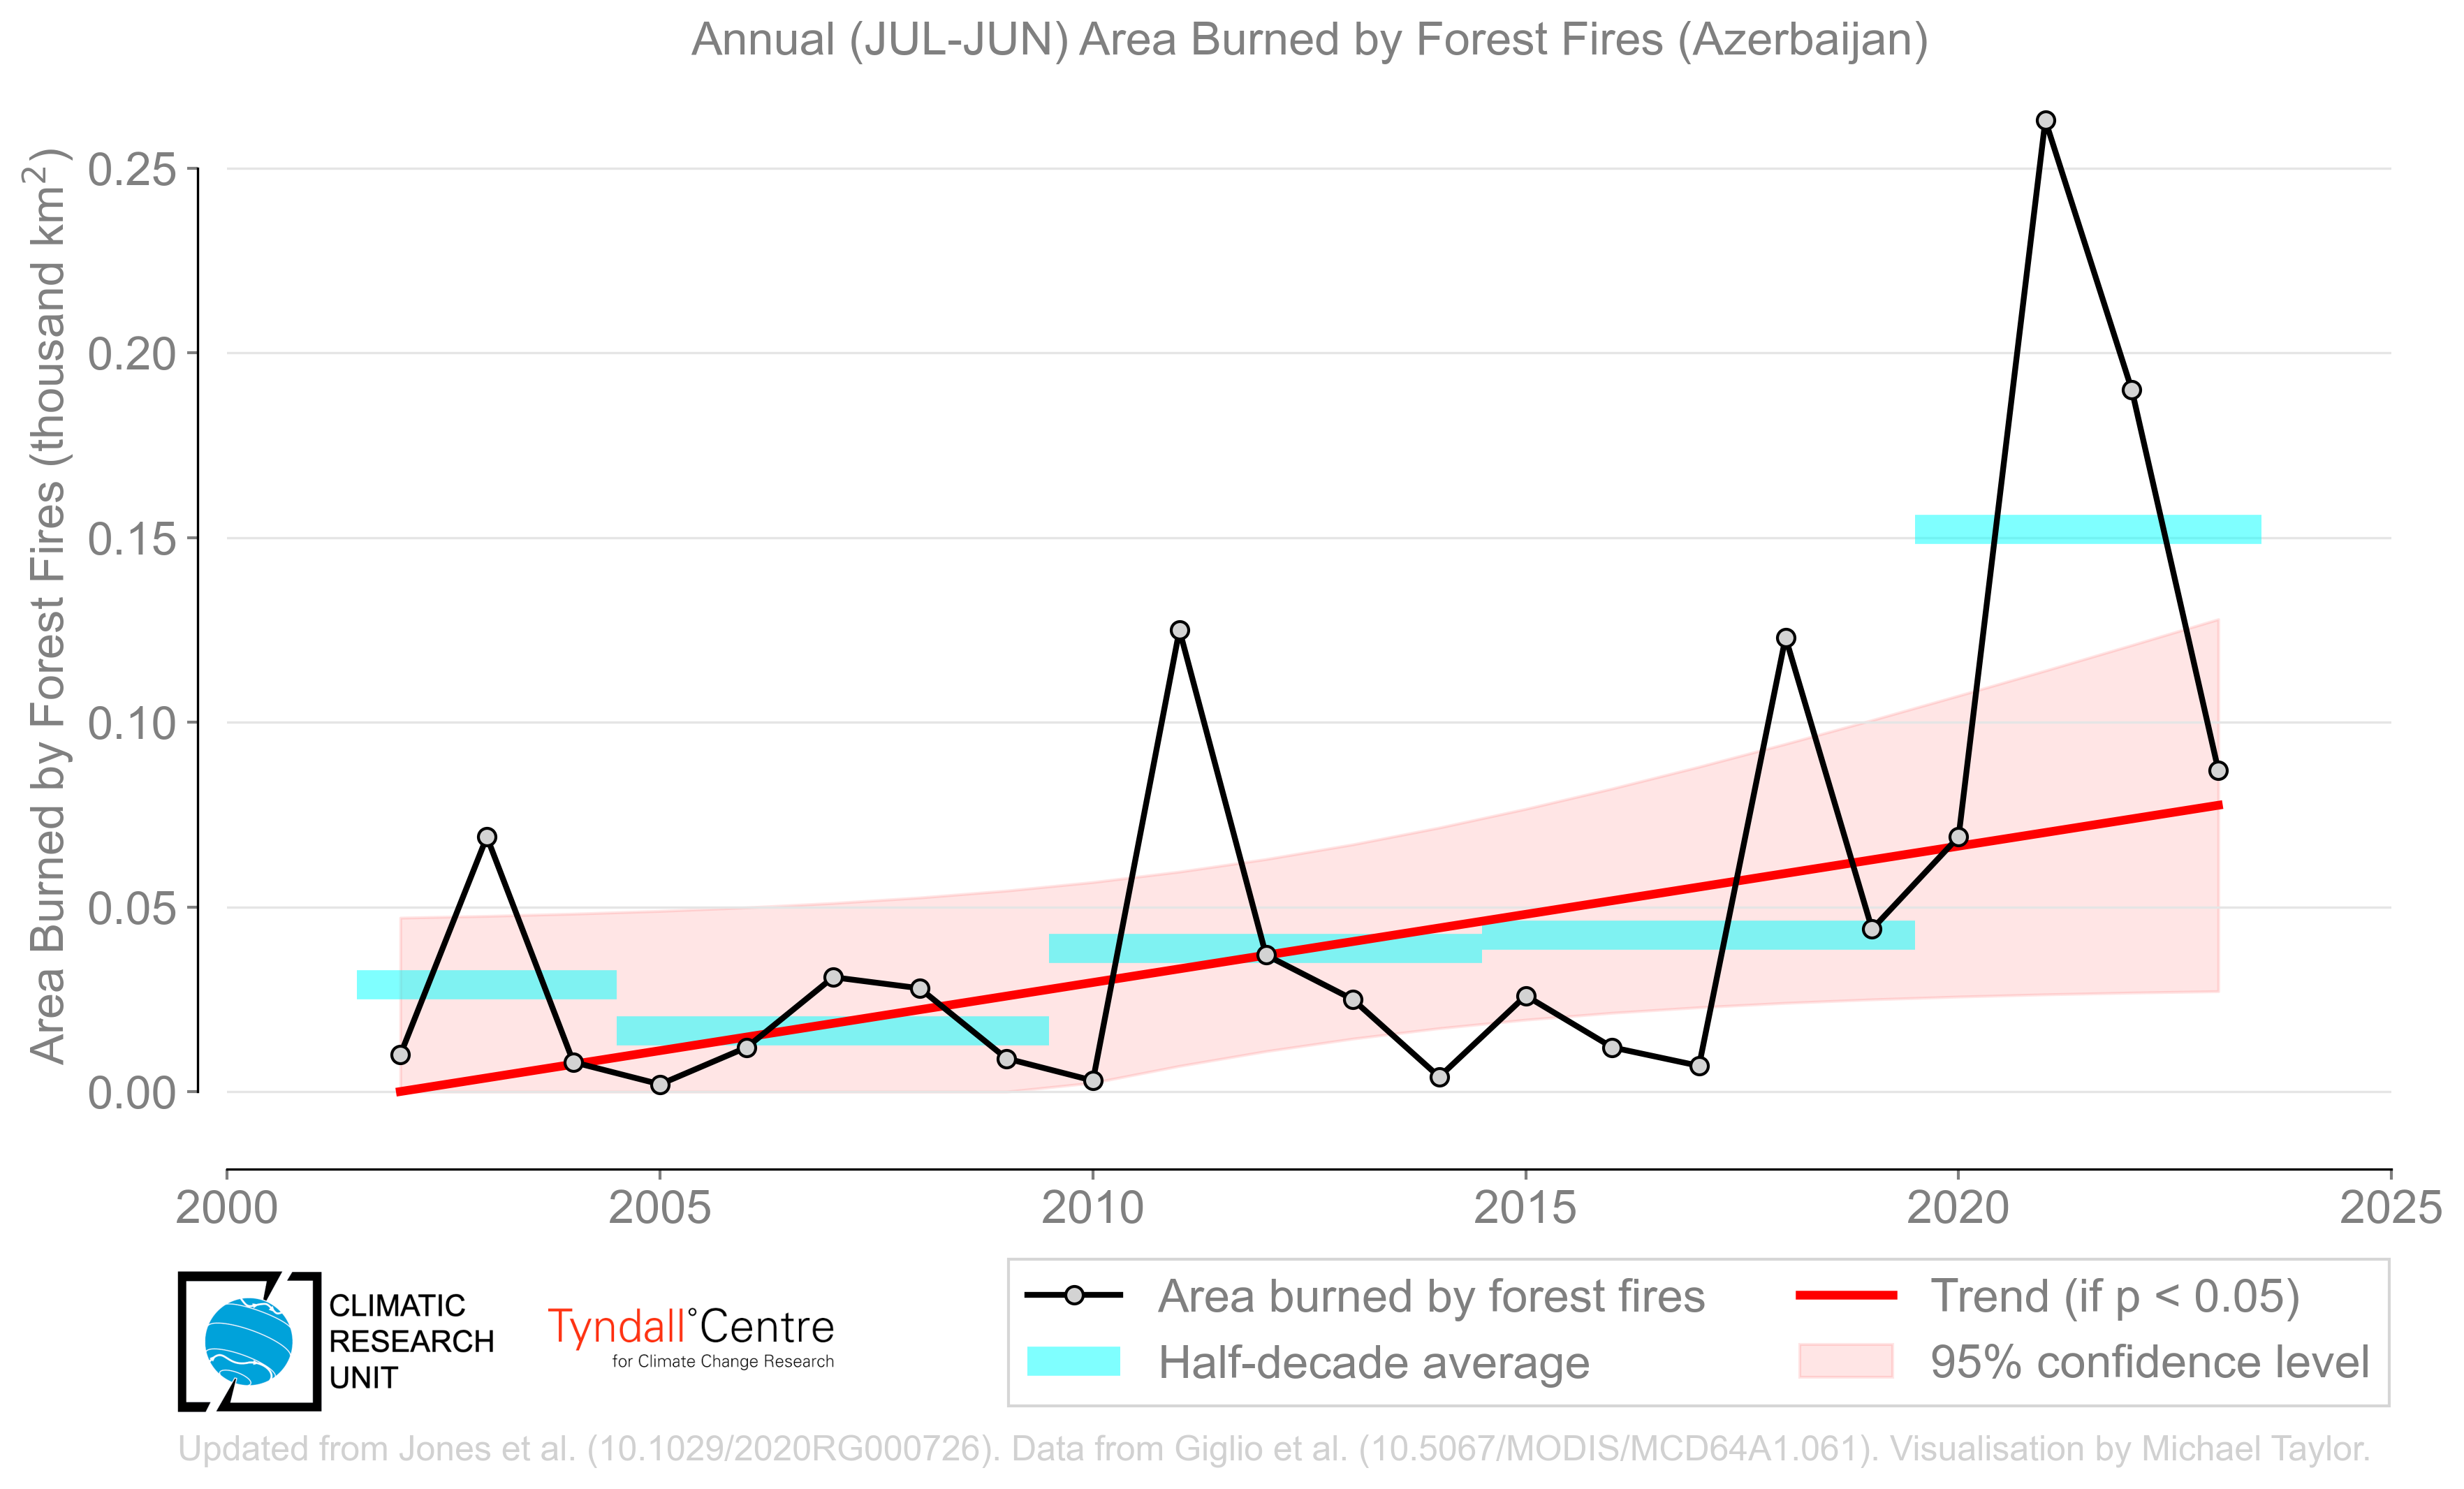 Annual (JUL-JUN) Area Burned by Forest Fires (Azerbaijan)
Area Burned by Forest Fires (thousand km²)
0.25
0.20
0.15
0.10
0.05
0.00
2000 2005 2010 2015 2020 2025
CLIMATIC
RESEARCH
UNIT
Tyndall°Centre
for Climate Change Research
Area burned by forest fires
Half-decade average
Trend (if p < 0.05)
95% confidence level
Updated from Jones et al. (10.1029/2020RG000726). Data from Giglio et al. (10.5067/MODIS/MCD64A1.061). Visualisation by Michael Taylor.